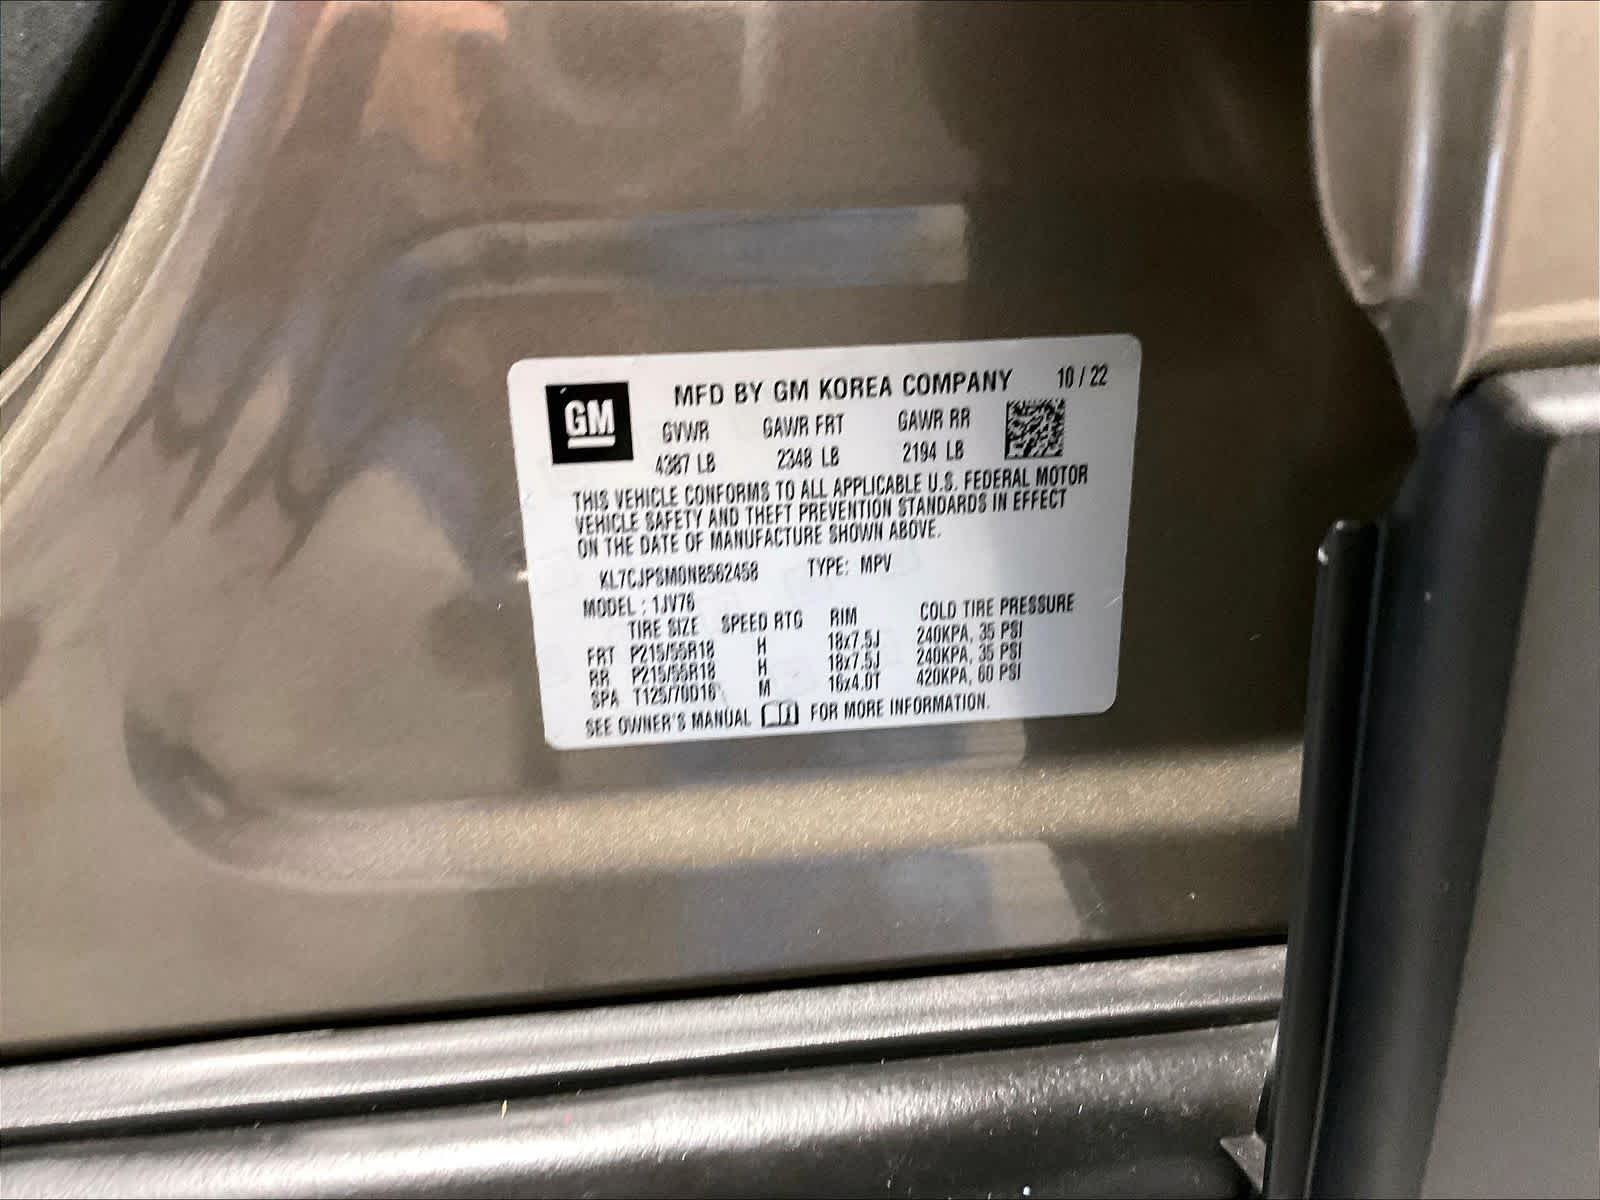 GM
MFD BY GM KOREA COMPANY 10 / 22
GVWR GAWR FRT GAWR RR
4387 LB 2348 LB 2194 LB
THIS VEHICLE CONFORMS TO ALL APPLICABLE U.S. FEDERAL MOTOR
VEHICLE SAFETY AND THEFT PREVENTION STANDARDS IN EFFECT
ON THE DATE OF MANUFACTURE SHOWN ABOVE.
KL7CJPSM0NB562458 TYPE: MPV
MODEL : 1JV76
TIRE SIZE SPEED RTG RIM COLD TIRE PRESSURE
FRT P215/55R18 H 18x7.5J 240KPA, 35 PSI
RR P215/55R18 H 18x7.5J 240KPA, 35 PSI
SPA T125/70D16 M 16x4.0T 420KPA, 60 PSI
SEE OWNER'S MANUAL FOR MORE INFORMATION.